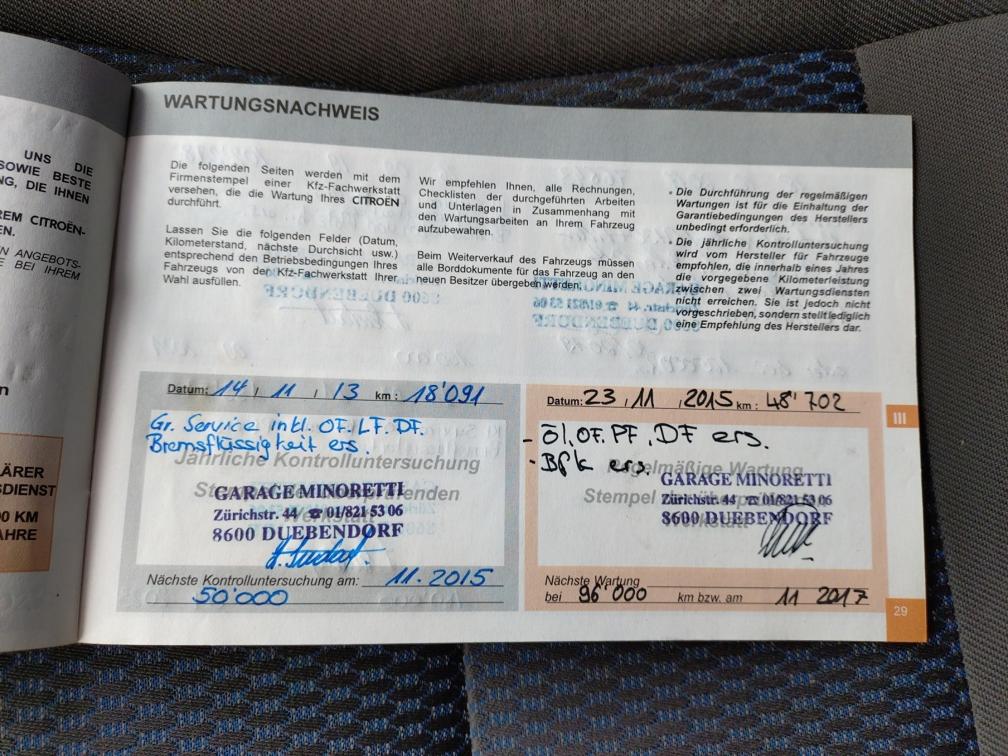 WARTUNGSNACHWEIS
UNS DIE
SOWIE BESTE
NG, DIE IHNEN
REM CITROËN-
EN.
N ANGEBOTS-
E BEI IHREM
n
ÄRER
SDIENST
00 KM
AHRE
Die folgenden Seiten werden mit dem
Firmenstempel einer Kfz-Fachwerkstatt
versehen, die die Wartung Ihres CITROËN
durchführt.
Lassen Sie die folgenden Felder (Datum,
Kilometerstand, nächste Durchsicht usw.)
entsprechend den Betriebsbedingungen Ihres
Fahrzeugs von der Kfz-Fachwerkstatt Ihrer
Wahl ausfüllen.
Wir empfehlen Ihnen, alle Rechnungen,
Checklisten der durchgeführten Arbeiten
und Unterlagen in Zusammenhang mit
den Wartungsarbeiten an Ihrem Fahrzeug
aufzubewahren.
Beim Weiterverkauf des Fahrzeugs müssen
alle Borddokumente für das Fahrzeug an den
neuen Besitzer übergeben werden.
• Die Durchführung der regelmäßigen
Wartungen ist für die Einhaltung der
Garantiebedingungen des Herstellers
unbedingt erforderlich.
• Die jährliche Kontrolluntersuchung
wird vom Hersteller für Fahrzeuge
empfohlen, die innerhalb eines Jahres
die vorgegebene Kilometerleistung
zwischen zwei Wartungsdiensten
nicht erreichen. Sie ist jedoch nicht
vorgeschrieben, sondern stellt lediglich
eine Empfehlung des Herstellers dar.
Datum: 14 / 11 / 13 km : 18'091
Gr. Service inkl. OF. LF. DF.
Bremsflüssigkeit ers.
Jährliche Kontrolluntersuchung
GARAGE MINORETTI
Zürichstr. 44 ☎ 01/821 53 06
8600 DUEBENDORF
Nächste Kontrolluntersuchung am: 11.2015
50'000
Datum: 23 / 11 / 2015 km : 48'702
- Öl. OF. PF. DF ers.
- Bfk ers.
Regelmäßige Wartung
GARAGE MINORETTI
Stempel
Zürichstr. 44 ☎ 01/821 53 06
8600 DUEBENDORF
Nächste Wartung
bei 96'000 km bzw. am 11 2017
III
29